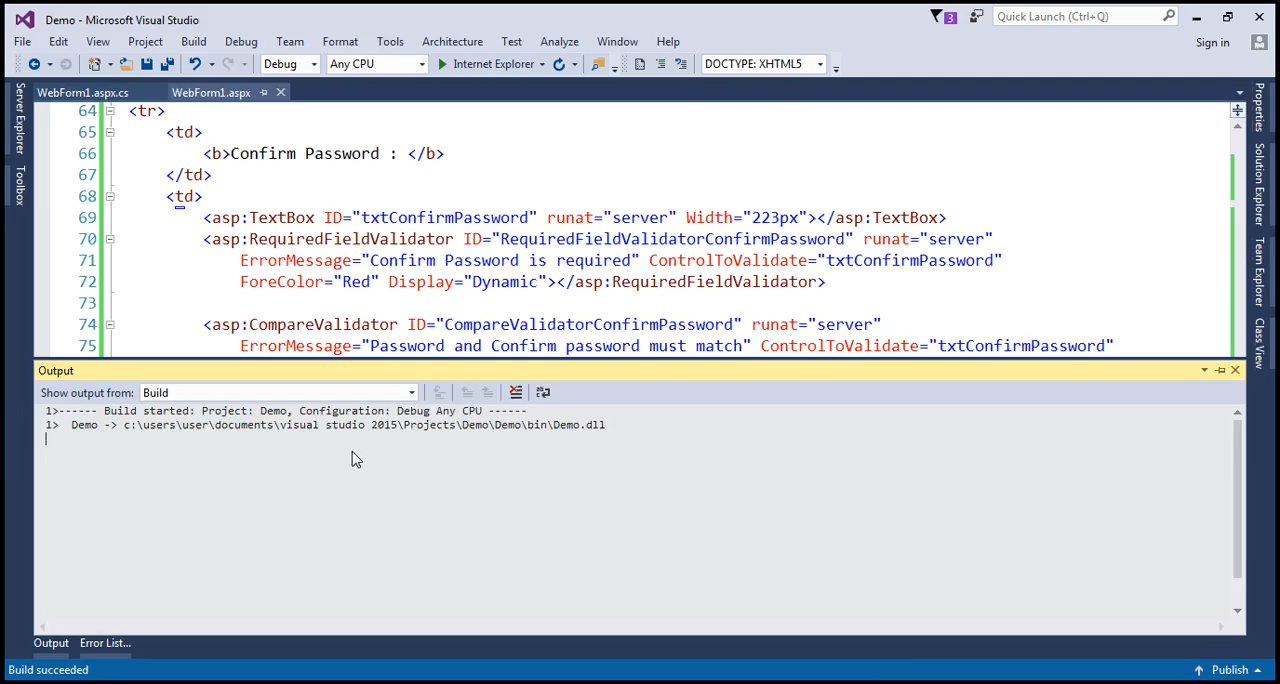 Demo - Microsoft Visual Studio
3
Quick Launch (Ctrl+Q)
File Edit View Project Build Debug Team Format Tools Architecture Test Analyze Window Help
Sign in
Debug Any CPU Internet Explorer DOCTYPE: XHTML5
Server Explorer
Toolbox
WebForm1.aspx.cs WebForm1.aspx
64 <tr>
65 <td>
66 <b>Confirm Password : </b>
67 </td>
68 <td>
69 <asp:TextBox ID="txtConfirmPassword" runat="server" Width="223px"></asp:TextBox>
70 <asp:RequiredFieldValidator ID="RequiredFieldValidatorConfirmPassword" runat="server"
71 ErrorMessage="Confirm Password is required" ControlToValidate="txtConfirmPassword"
72 ForeColor="Red" Display="Dynamic"></asp:RequiredFieldValidator>
73
74 <asp:CompareValidator ID="CompareValidatorConfirmPassword" runat="server"
75 ErrorMessage="Password and Confirm password must match" ControlToValidate="txtConfirmPassword"
Properties
Solution Explorer
Team Explorer
Class View
Output
Show output from: Build
1>------ Build started: Project: Demo, Configuration: Debug Any CPU ------
1> Demo -> c:\users\user\documents\visual studio 2015\Projects\Demo\Demo\bin\Demo.dll
Output Error List...
Build succeeded
Publish